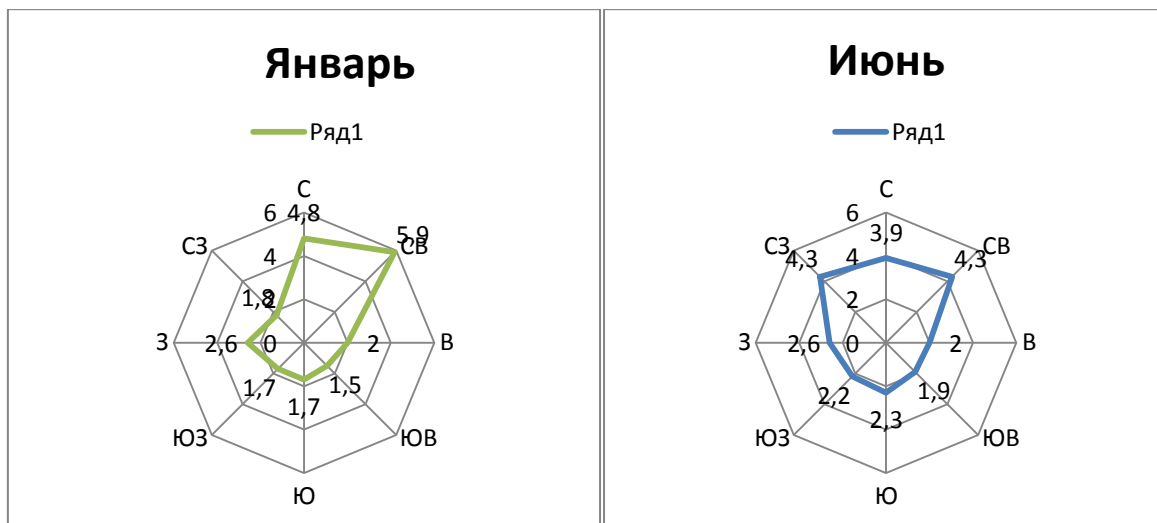 Январь
Ряд1
С
6
4,8
5,9
СЗ
СВ
4
1,8
2
З
2,6
0
2
В
1,7
1,5
1,7
ЮЗ
ЮВ
Ю
Июнь
Ряд1
С
6
3,9
СЗ
СВ
4,3
4
4,3
2
З
2,6
0
2
В
2,2
1,9
2,3
ЮЗ
ЮВ
Ю